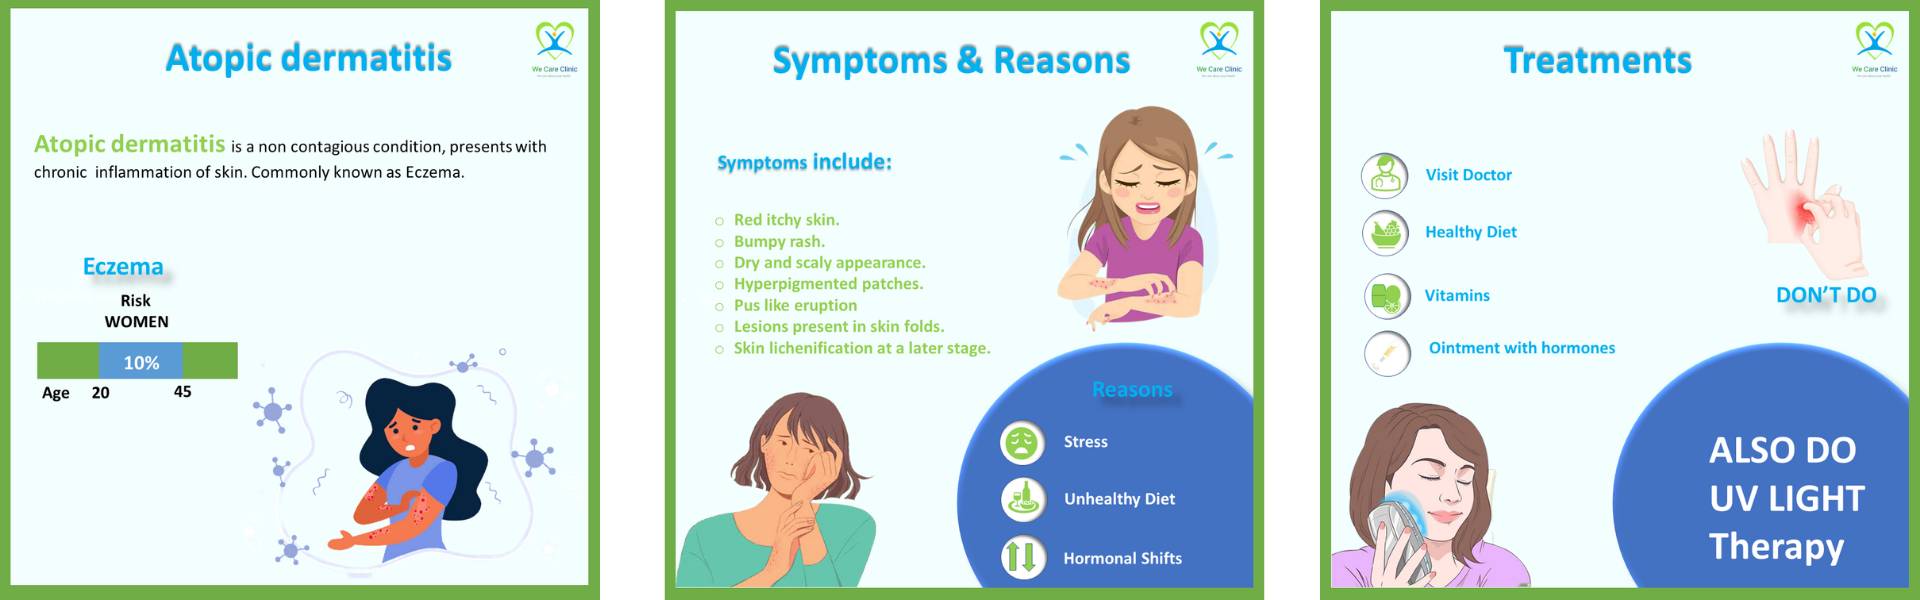 Atopic dermatitis
We Care Clinic
Atopic dermatitis is a non contagious condition, presents with
chronic inflammation of skin. Commonly known as Eczema.
Eczema
Risk
WOMEN
10%
Age 20 45
Symptoms & Reasons
We Care Clinic
Symptoms include:
Red itchy skin.
Bumpy rash.
Dry and scaly appearance.
Hyperpigmented patches.
Pus like eruption
Lesions present in skin folds.
Skin lichenification at a later stage.
Reasons
Stress
Unhealthy Diet
Hormonal Shifts
Treatments
We Care Clinic
Visit Doctor
Healthy Diet
Vitamins
Ointment with hormones
DON'T DO
ALSO DO
UV LIGHT
Therapy